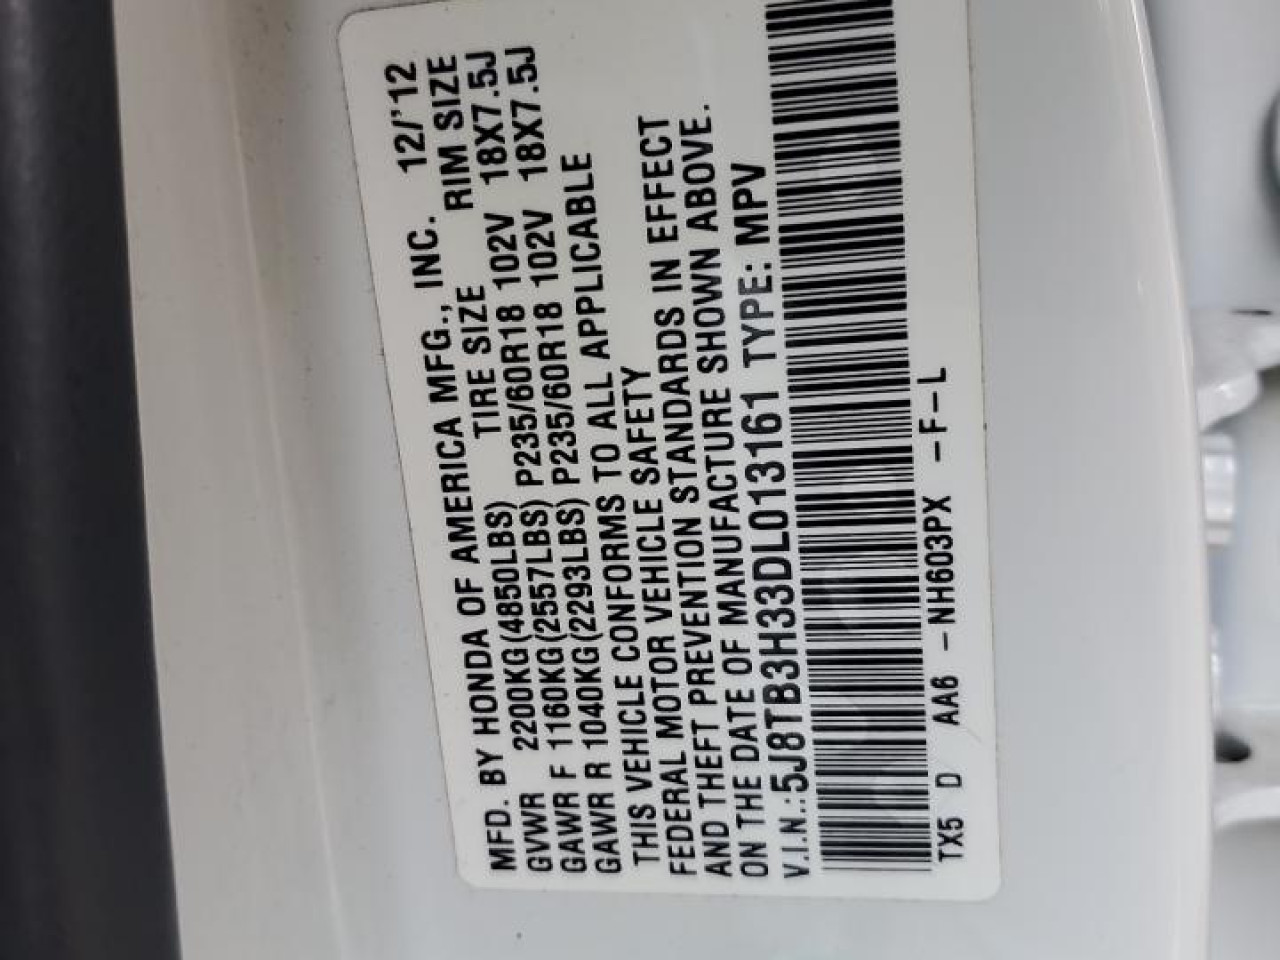 MFD. BY HONDA OF AMERICA MFG., INC. 12/'12
GVWR 2200KG(4850LBS) TIRE SIZE RIM SIZE
GAWR F 1160KG(2557LBS) P235/60R18 102V 18X7.5J
GAWR R 1040KG(2293LBS) P235/60R18 102V 18X7.5J
THIS VEHICLE CONFORMS TO ALL APPLICABLE
FEDERAL MOTOR VEHICLE SAFETY
AND THEFT PREVENTION STANDARDS IN EFFECT
ON THE DATE OF MANUFACTURE SHOWN ABOVE.
V.I.N.:5J8TB3H33DL013161 TYPE: MPV
TX5 D AA6 -NH603PX -F-L